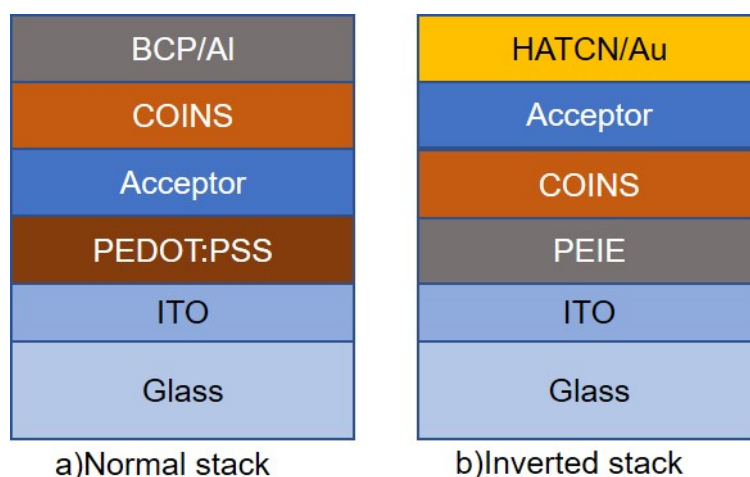 BCP/Al
COINS
Acceptor
PEDOT:PSS
ITO
Glass
a)Normal stack
HATCN/Au
Acceptor
COINS
PEIE
ITO
Glass
b)Inverted stack